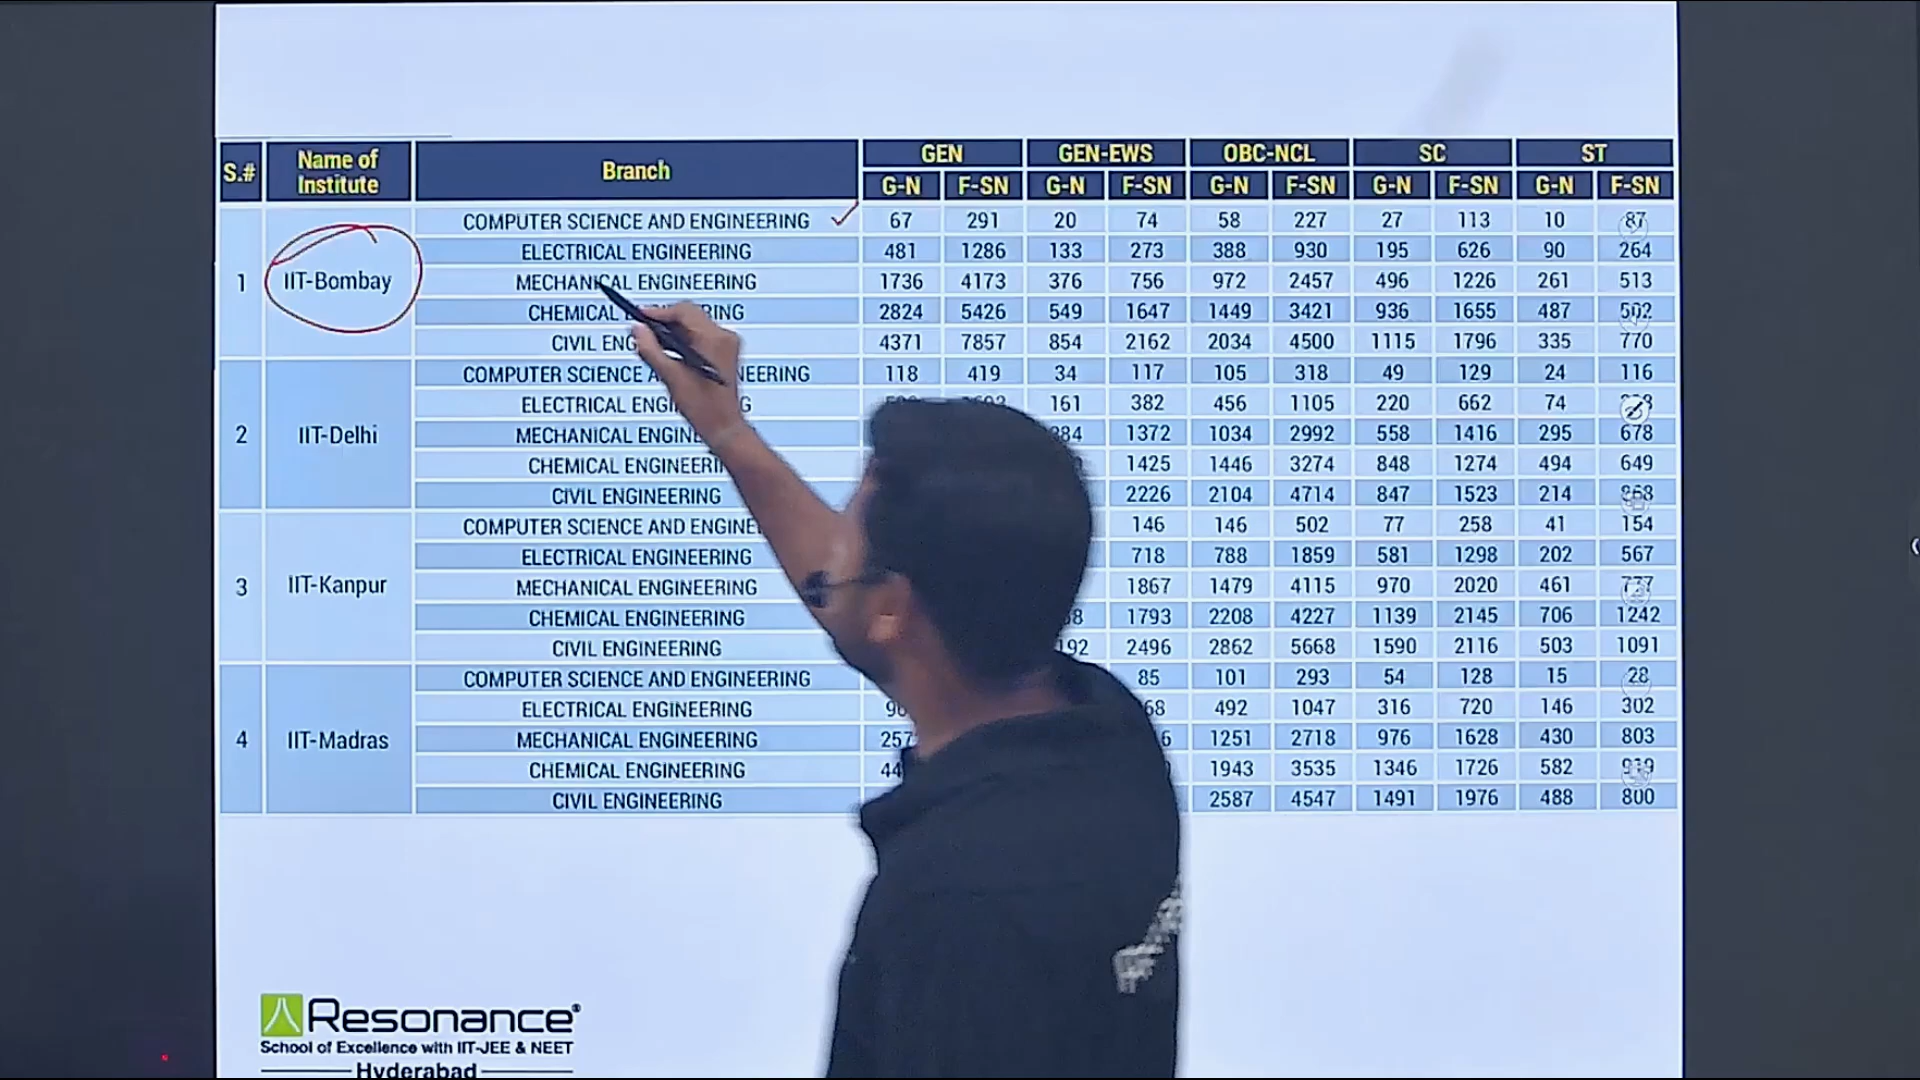 S.# Name of Institute Branch GEN GEN-EWS OBC-NCL SC ST
G-N F-SN G-N F-SN G-N F-SN G-N F-SN G-N F-SN
1 IIT-Bombay
COMPUTER SCIENCE AND ENGINEERING 67 291 20 74 58 227 27 113 10 87
ELECTRICAL ENGINEERING 481 1286 133 273 388 930 195 626 90 264
MECHANICAL ENGINEERING 1736 4173 376 756 972 2457 496 1226 261 513
CHEMICAL 2824 5426 549 1647 1449 3421 936 1655 487 502
CIVIL 4371 7857 854 2162 2034 4500 1115 1796 335 770
2 IIT-Delhi
COMPUTER SCIENCE 118 419 34 117 105 318 49 129 24 116
ELECTRICAL 161 382 456 1105 220 662 74
MECHANICAL 1372 1034 2992 558 1416 295 678
CHEMICAL 1425 1446 3274 848 1274 494 649
CIVIL ENGINEERING 2226 2104 4714 847 1523 214
3 IIT-Kanpur
COMPUTER SCIENCE AND 146 146 502 77 258 41 154
ELECTRICAL ENGINEERING 718 788 1859 581 1298 202 567
MECHANICAL ENGINEERING 1867 1479 4115 970 2020 461
CHEMICAL ENGINEERING 1793 2208 4227 1139 2145 706 1242
CIVIL ENGINEERING 2496 2862 5668 1590 2116 503 1091
4 IIT-Madras
COMPUTER SCIENCE AND ENGINEERING 85 101 293 54 128 15 28
ELECTRICAL ENGINEERING 492 1047 316 720 146 302
MECHANICAL ENGINEERING 1251 2718 976 1628 430 803
CHEMICAL ENGINEERING 1943 3535 1346 1726 582
CIVIL ENGINEERING 2587 4547 1491 1976 488 800
Resonance®
School of Excellence with IIT-JEE & NEET
Hyderabad